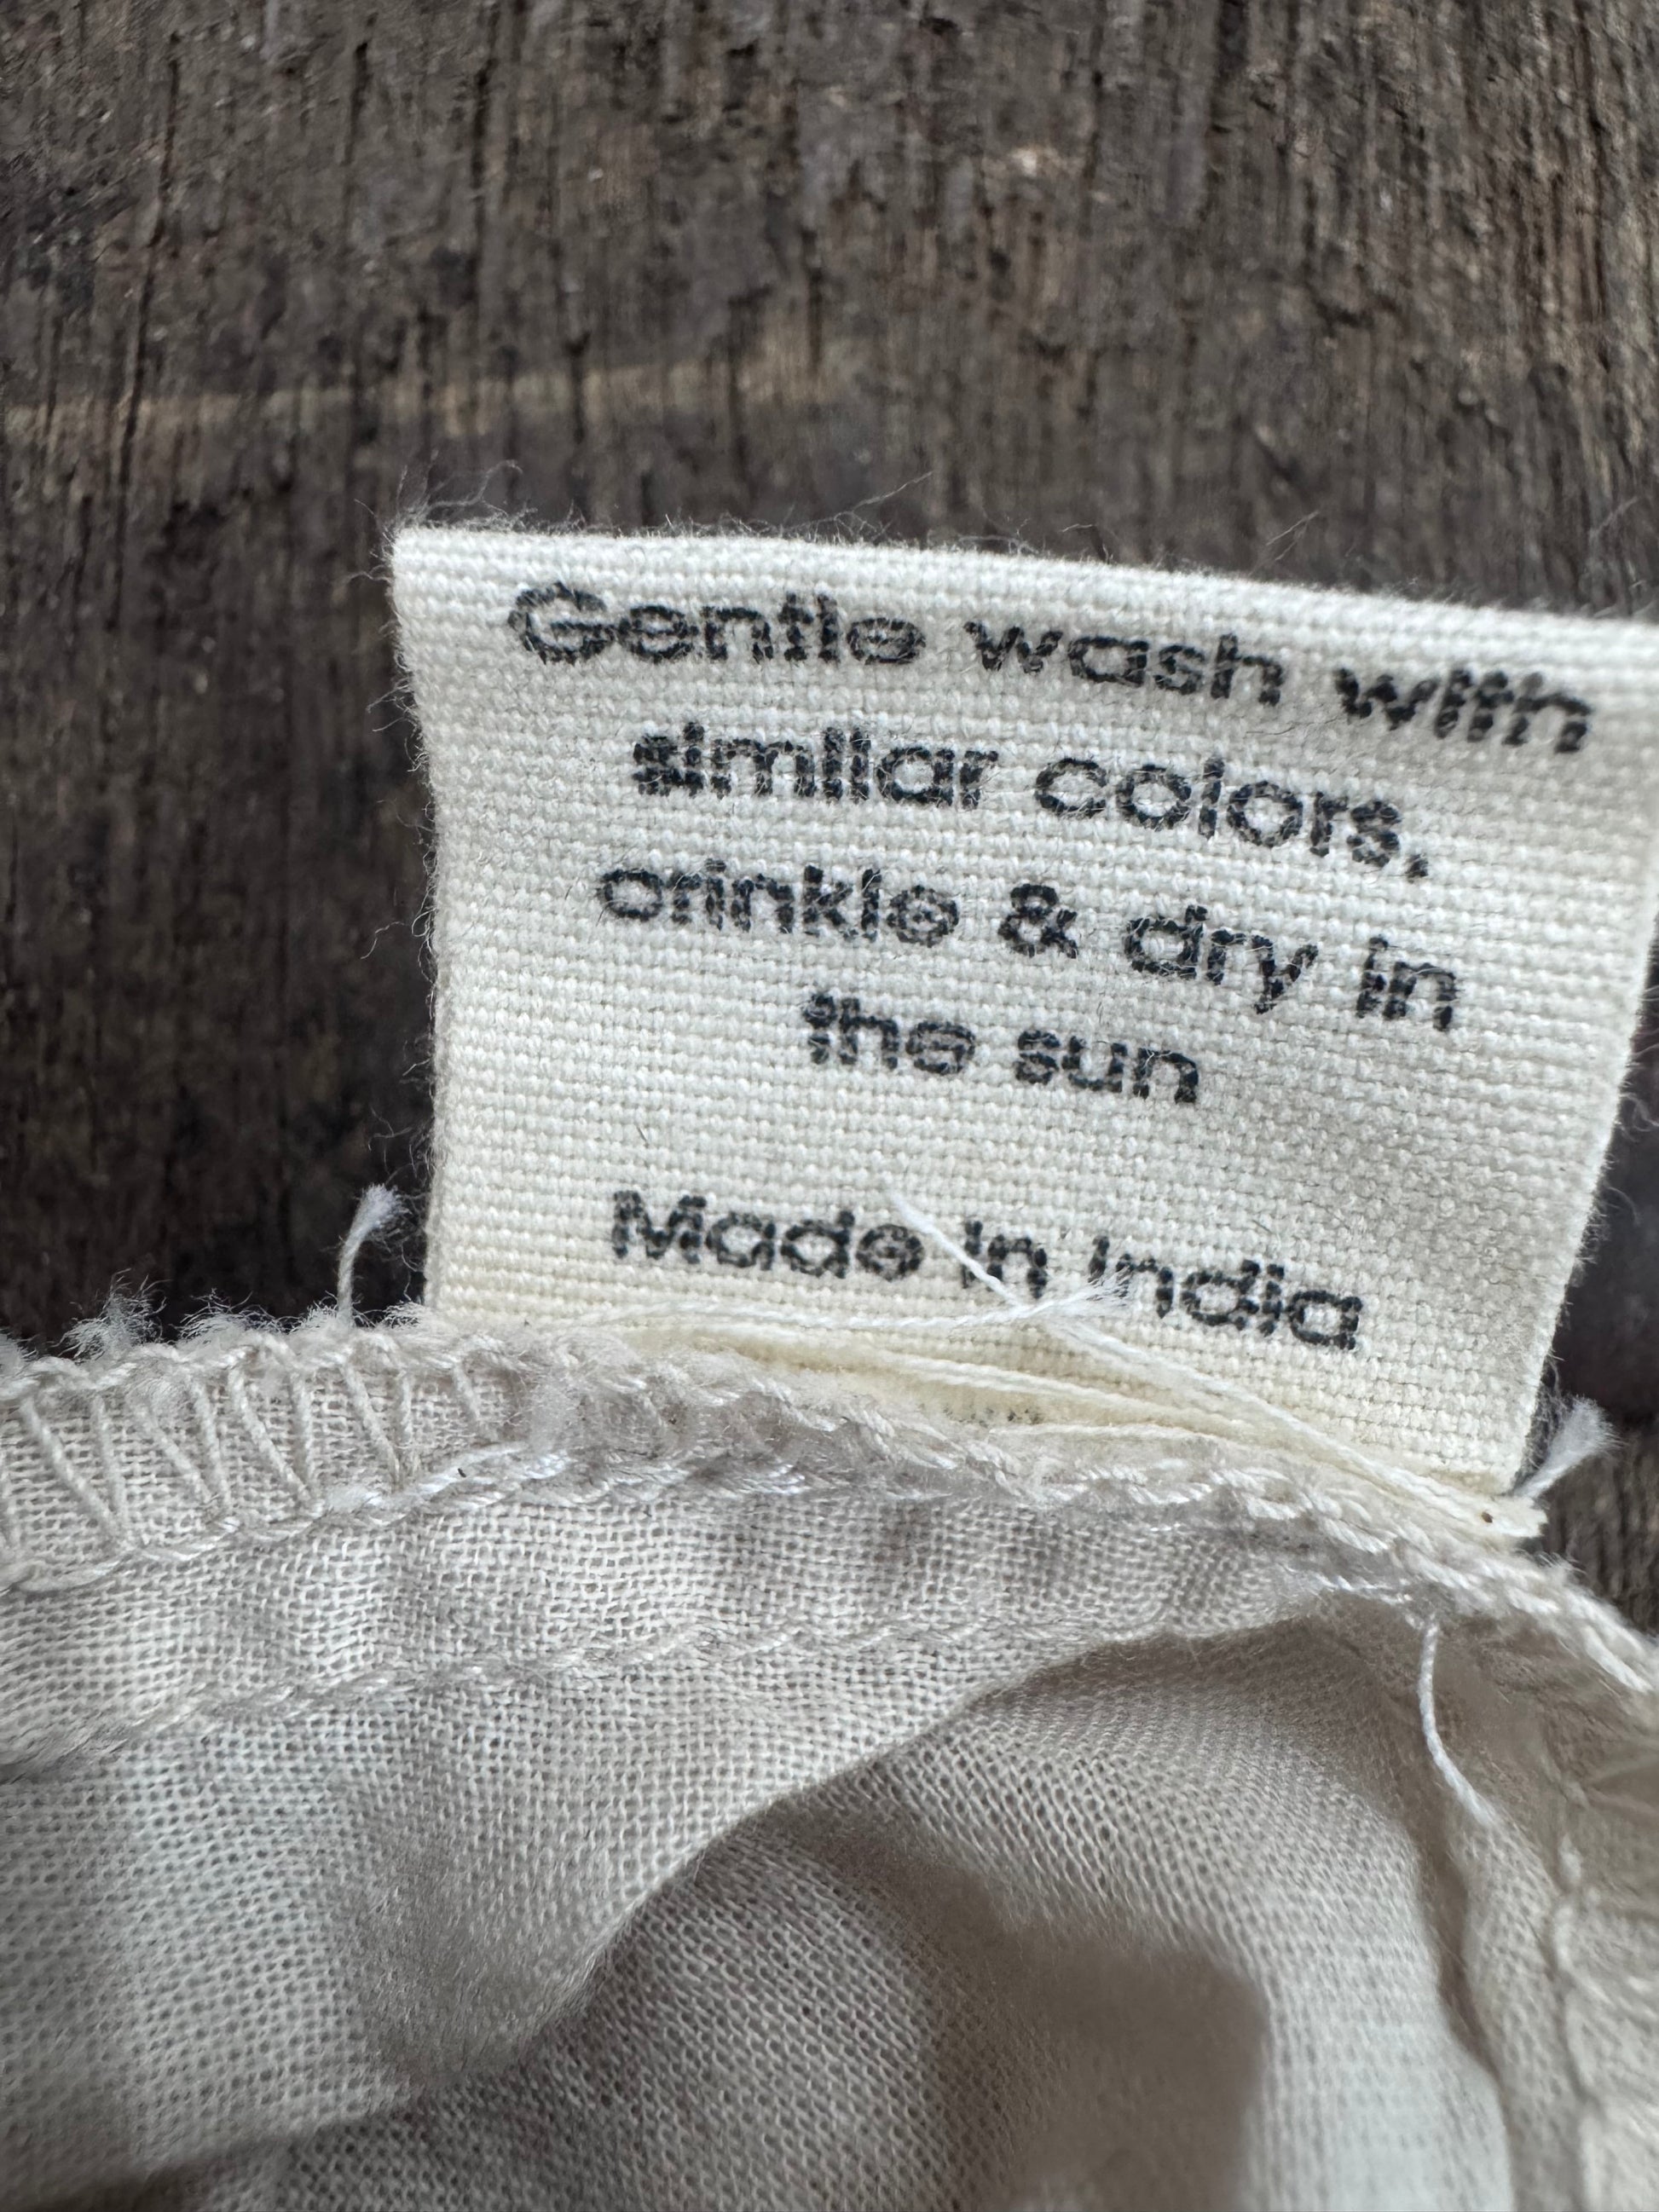 Gentle wash with
similar colors,
crinkle & dry in
the sun
Made in India